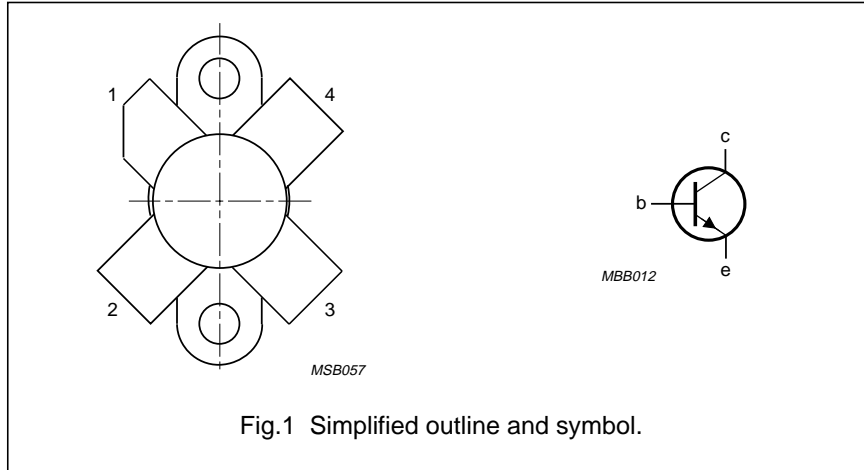 1
4
c
b
e
MBB012
2
3
MSB057
Fig.1 Simplified outline and symbol.